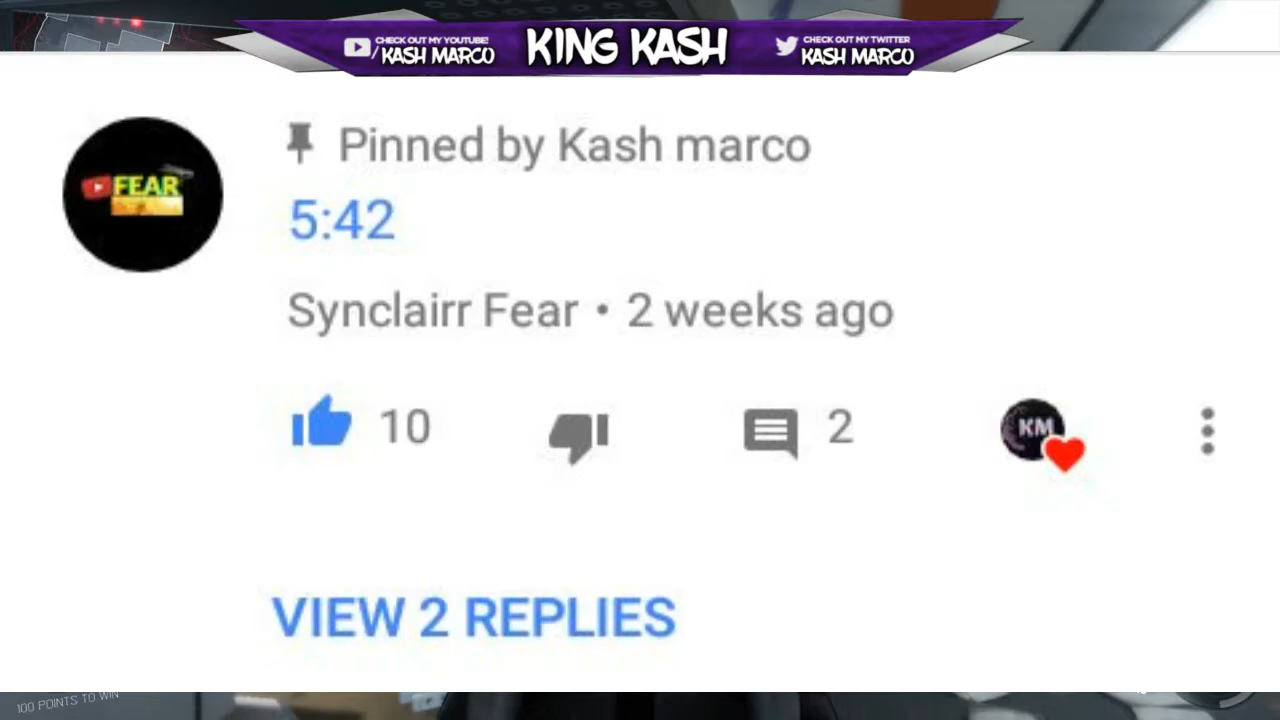 CHECK OUT MY YOUTUBE!
/KASH MARCO
KING KASH
CHECK OUT MY TWITTER
KASH MARCO
Pinned by Kash marco
FEAR
5:42
Synclairr Fear • 2 weeks ago
10
2
KM
VIEW 2 REPLIES
100 POINTS TO WIN